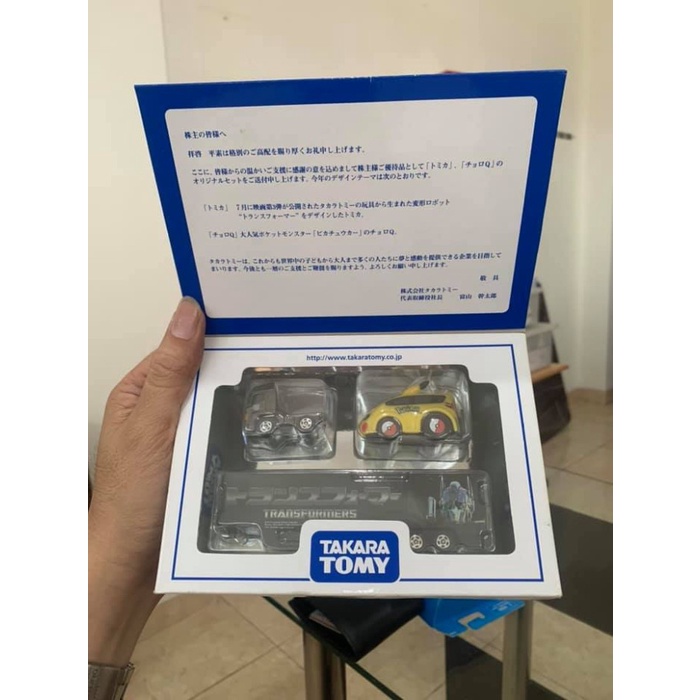 株主の皆様へ
拝啓　平素は格別のご高配を賜り厚くお礼申し上げます。
ここに、皆様からの温かいご支援に感謝の意を込めまして株主様ご優待品として「トミカ」、「チョロQ」の
オリジナルセットをご送付申し上げます。今年のデザインテーマは次のとおりです。
「トミカ」　7月に映画第3弾が公開されたタカラトミーの玩具から生まれた変形ロボット
“トランスフォーマー”をデザインしたトミカ。
「チョロQ」大人気ポケットモンスター「ピカチュウカー」のチョロQ。
タカラトミーは、これからも世界中の子どもから大人まで多くの人たちに夢と感動を提供できる企業を目指して
まいります。今後とも一層のご支援とご鞭撻を賜りますよう、よろしくお願い申し上げます。
敬具
株式会社タカラトミー
代表取締役社長　富山　幹太郎
http://www.takaratomy.co.jp
トランスフォーマー
TRANSFORMERS
TAKARA
TOMY